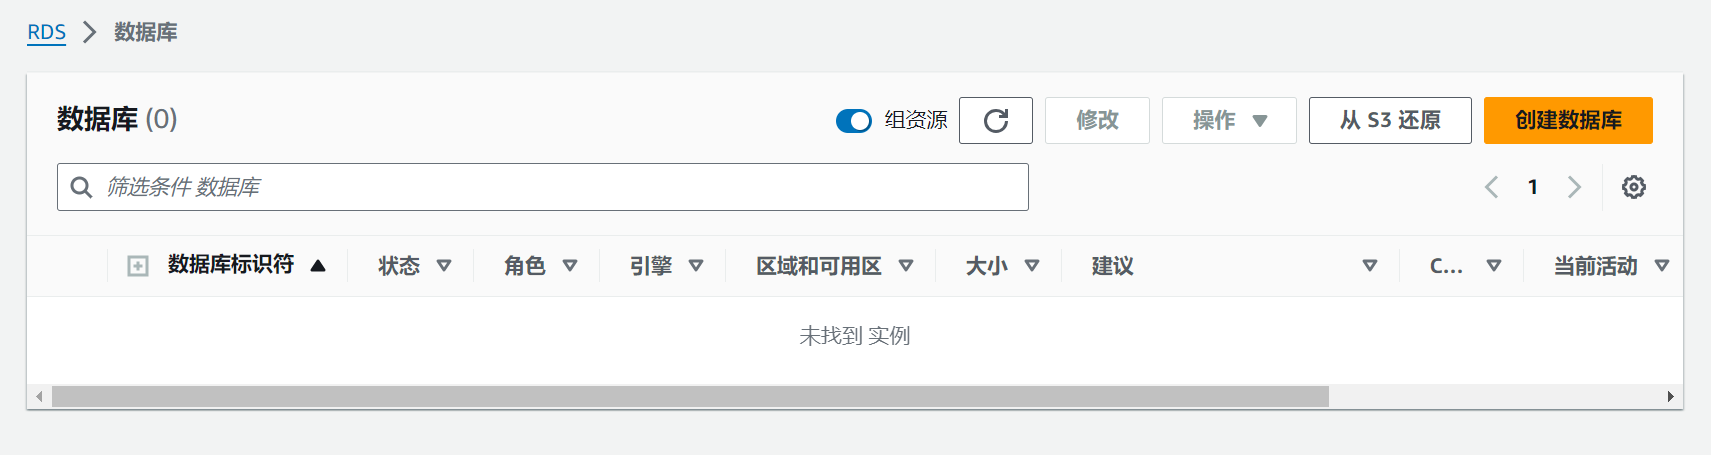 RDS > 数据库
数据库 (0)
组资源 修改 操作 从 S3 还原 创建数据库
筛选条件 数据库
1
数据库标识符 状态 角色 引擎 区域和可用区 大小 建议 C... 当前活动
未找到 实例